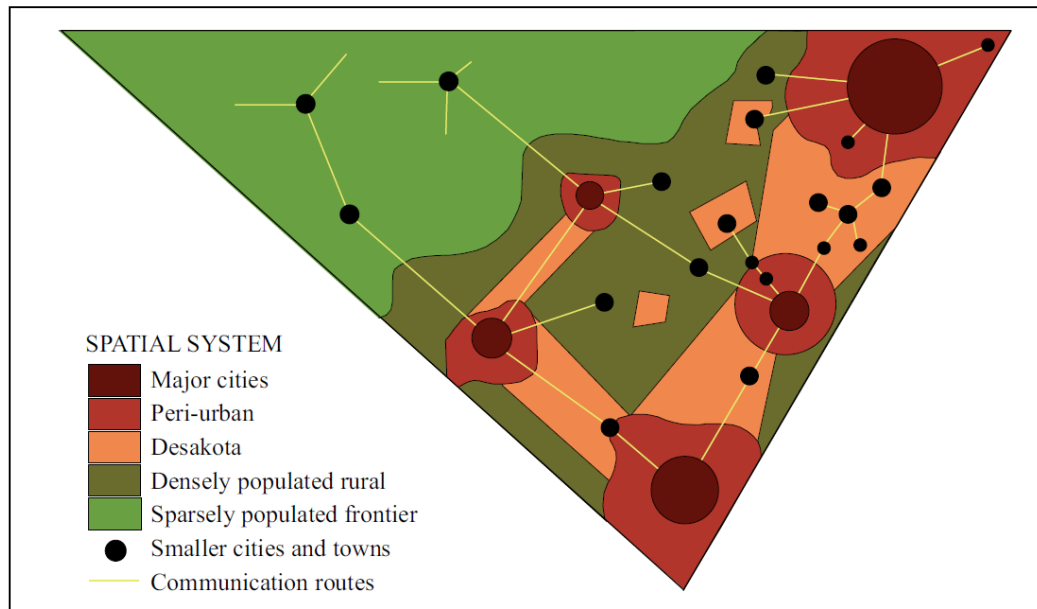 SPATIAL SYSTEM
Major cities
Peri-urban
Desakota
Densely populated rural
Sparsely populated frontier
Smaller cities and towns
Communication routes